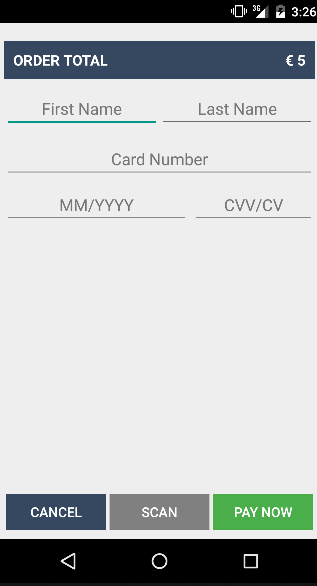 3G 3:26
ORDER TOTAL € 5
First Name Last Name
Card Number
MM/YYYY CVV/CV
CANCEL SCAN PAY NOW